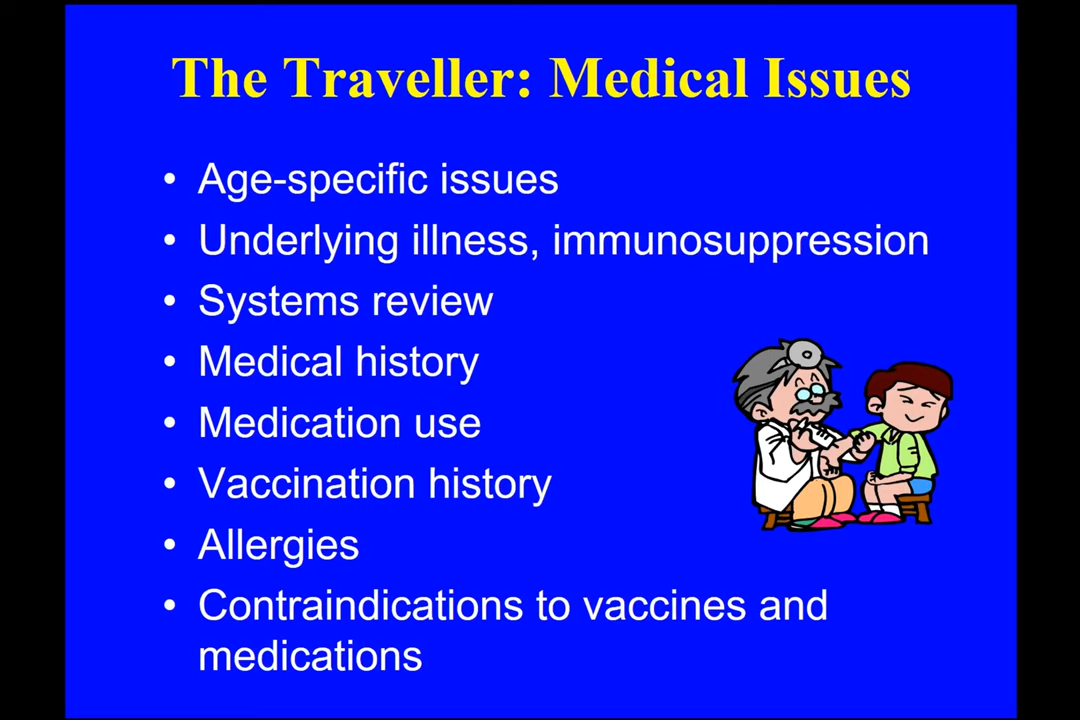 The Traveller: Medical Issues
• Age-specific issues
• Underlying illness, immunosuppression
• Systems review
• Medical history
• Medication use
• Vaccination history
• Allergies
• Contraindications to vaccines and
medications